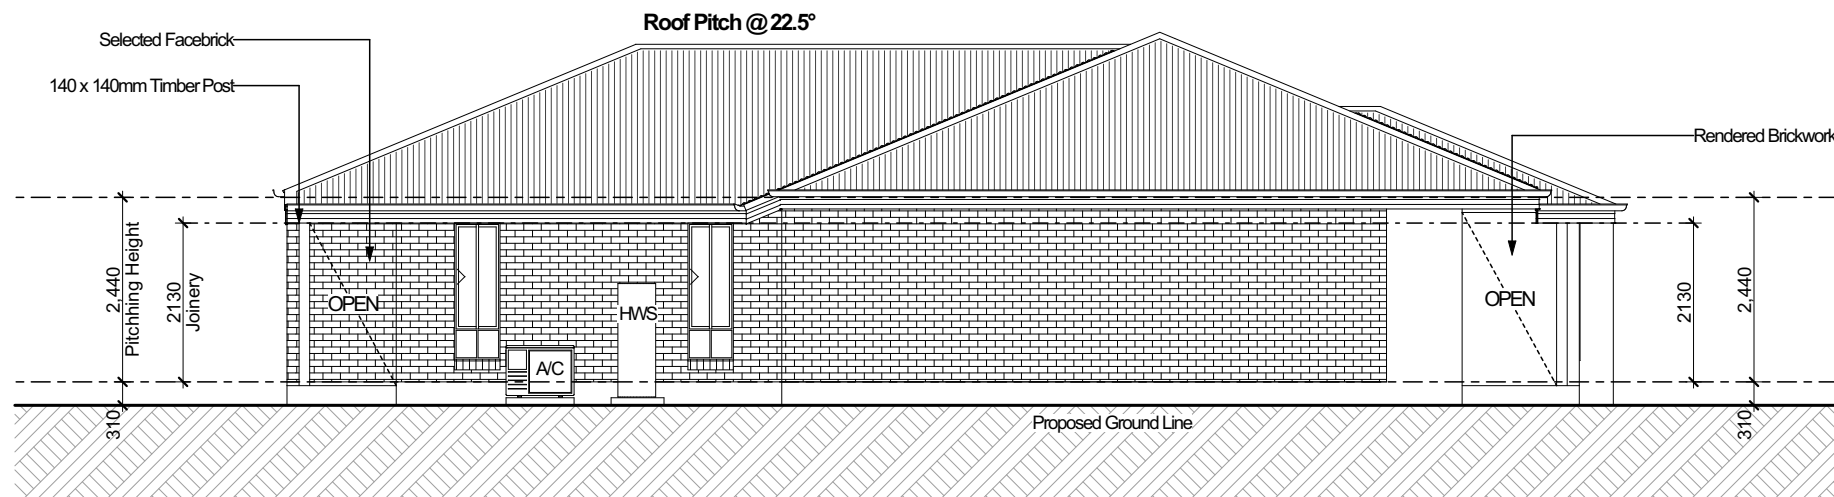 Roof Pitch @ 22.5°
Selected Facebrick
140 x 140mm Timber Post
Rendered Brickwork
2,440
Pitchhing Height
2130
Joinery
OPEN
HWS
A/C
OPEN
2130
2,440
310
Proposed Ground Line
310